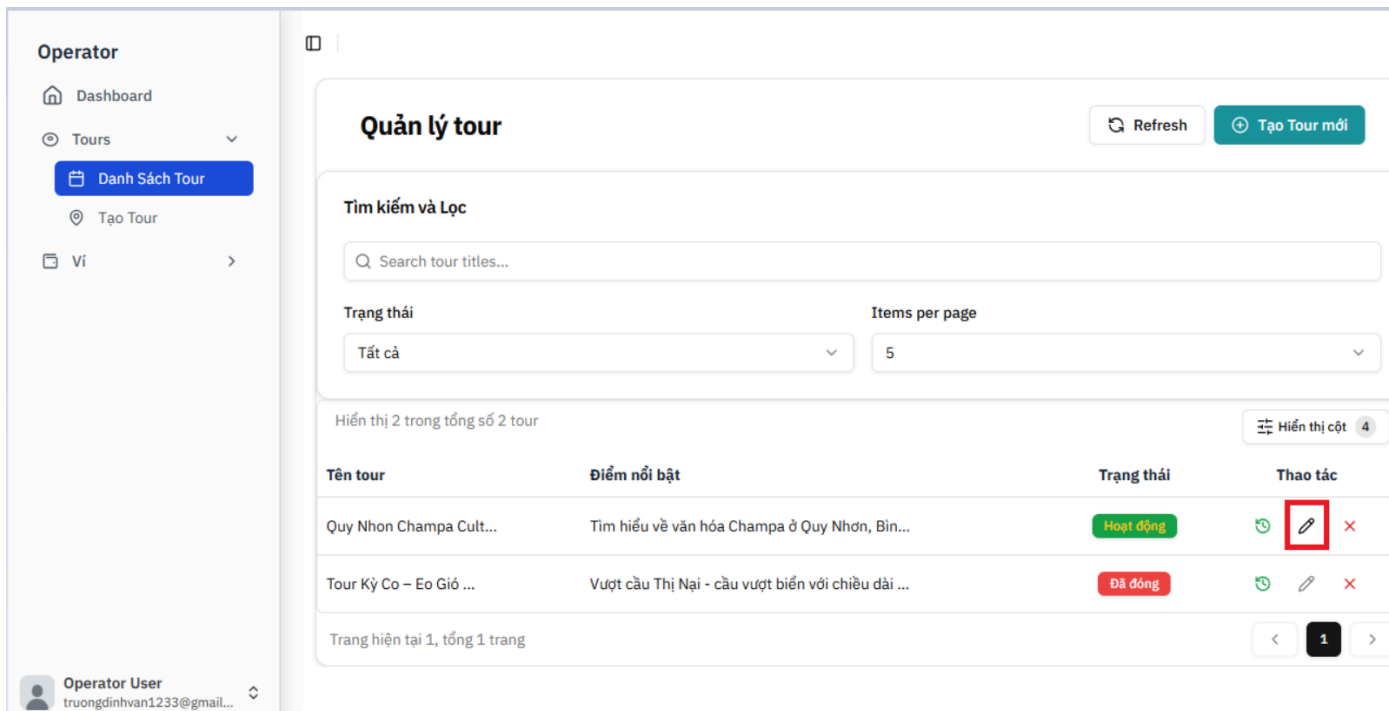 Operator
Dashboard
Tours
Danh Sách Tour
Tạo Tour
Ví
Operator User
truongdinhvan1233@gmail...
Quản lý tour
Refresh
Tạo Tour mới
Tìm kiếm và Lọc
Search tour titles...
Trạng thái Items per page
Tất cả 5
Hiển thị 2 trong tổng số 2 tour Hiển thị cột 4
Tên tour Điểm nổi bật Trạng thái Thao tác
Quy Nhon Champa Cult... Tìm hiểu về văn hóa Champa ở Quy Nhơn, Bìn... Hoạt động
Tour Kỳ Co – Eo Gió ... Vượt cầu Thị Nại - cầu vượt biển với chiều dài ... Đã đóng
Trang hiện tại 1, tổng 1 trang 1